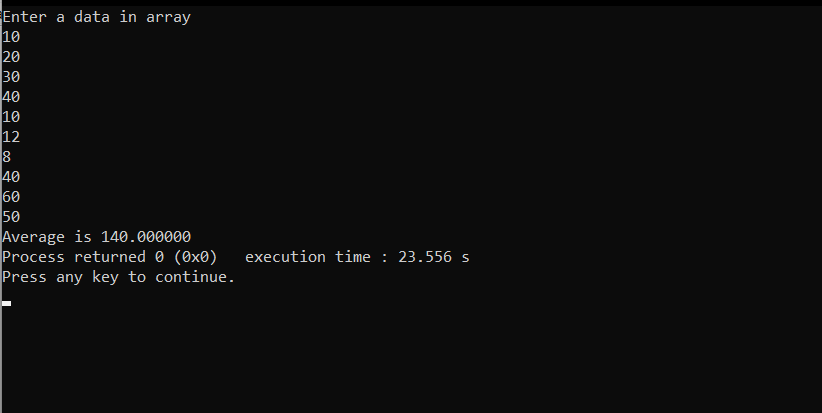 Enter a data in array
10
20
30
40
10
12
8
40
60
50
Average is 140.000000
Process returned 0 (0x0)   execution time : 23.556 s
Press any key to continue.